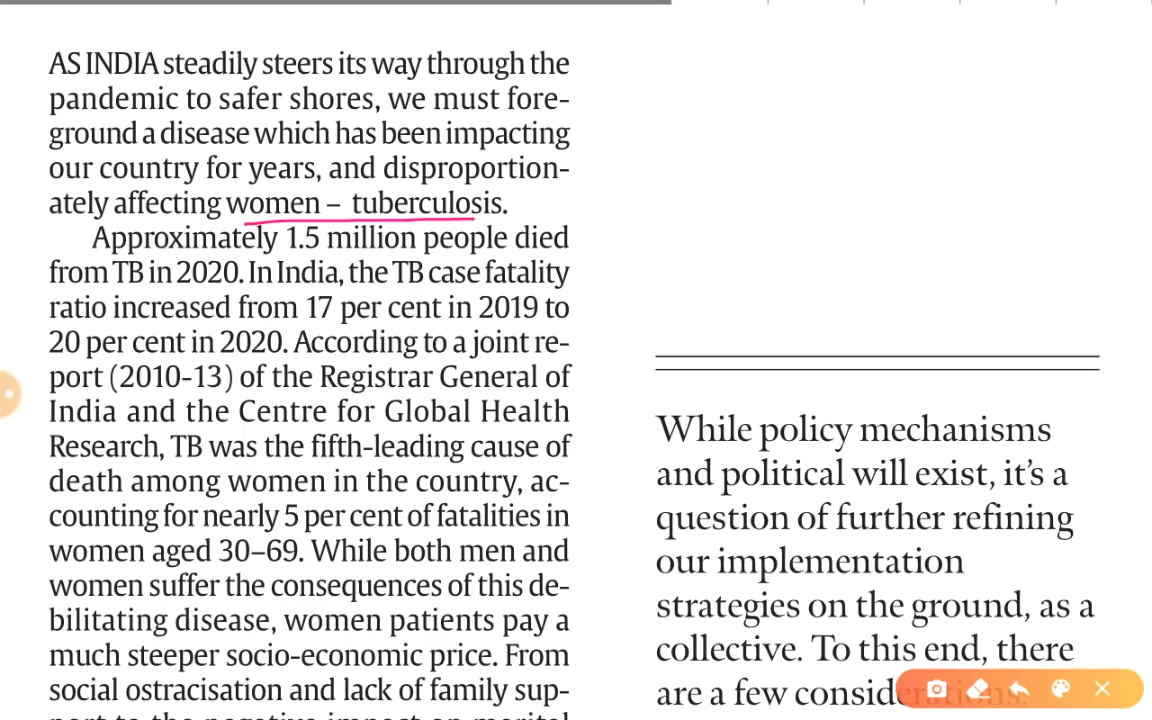 AS INDIA steadily steers its way through the
pandemic to safer shores, we must fore-
ground a disease which has been impacting
our country for years, and disproportion-
ately affecting women – tuberculosis.
Approximately 1.5 million people died
from TB in 2020. In India, the TB case fatality
ratio increased from 17 per cent in 2019 to
20 per cent in 2020. According to a joint re-
port (2010-13) of the Registrar General of
India and the Centre for Global Health
Research, TB was the fifth-leading cause of
death among women in the country, ac-
counting for nearly 5 per cent of fatalities in
women aged 30–69. While both men and
women suffer the consequences of this de-
bilitating disease, women patients pay a
much steeper socio-economic price. From
social ostracisation and lack of family sup-
port to the negative impact on marital
While policy mechanisms
and political will exist, it’s a
question of further refining
our implementation
strategies on the ground, as a
collective. To this end, there
are a few considerations.